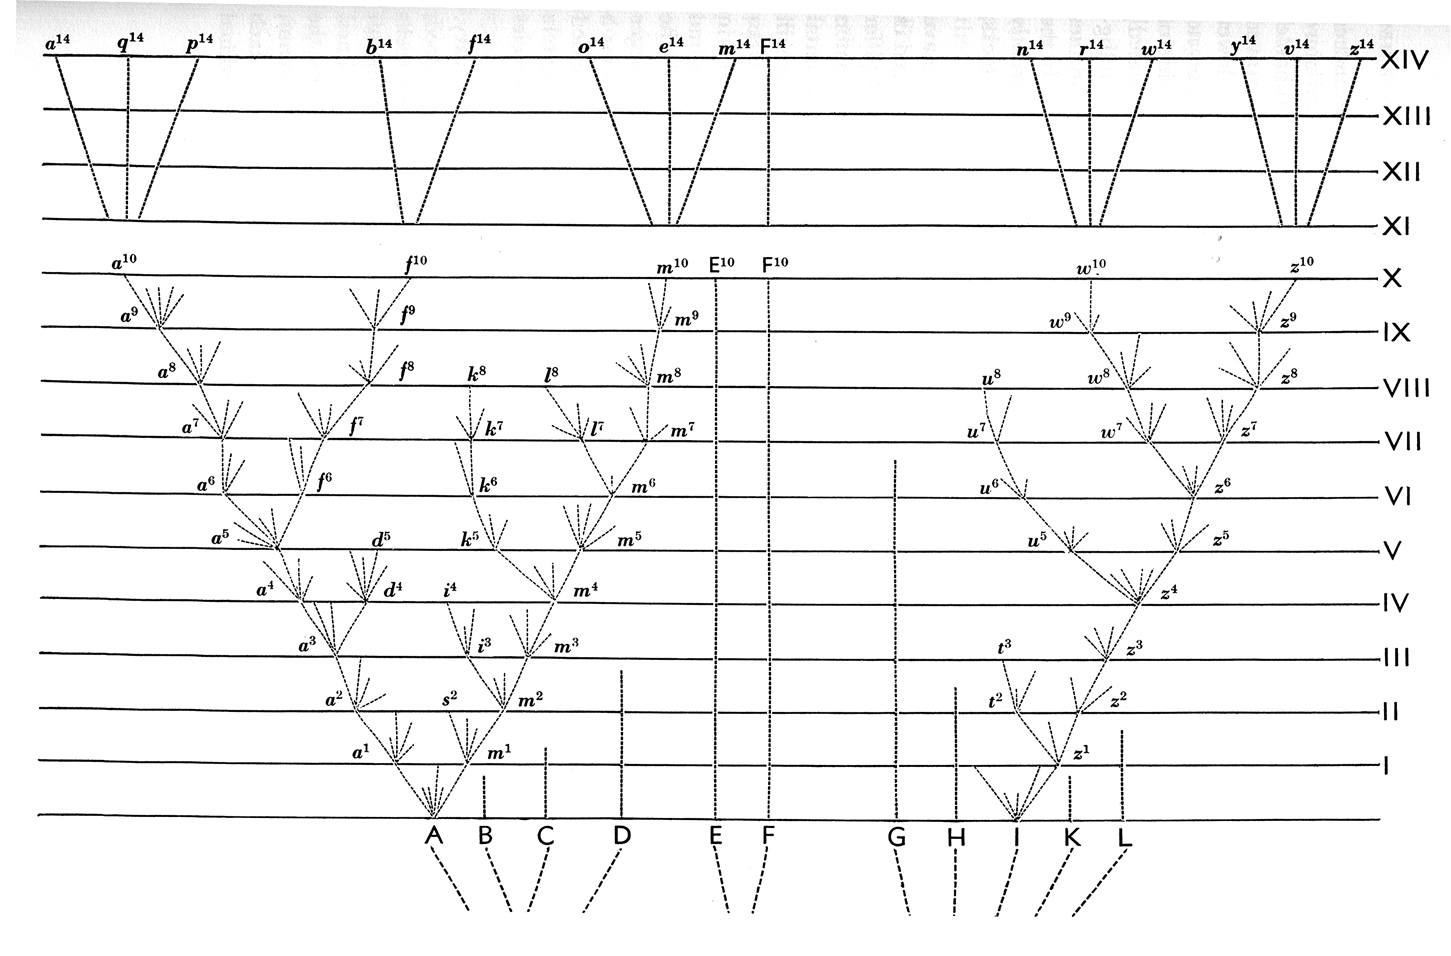 a¹⁴ q¹⁴ p¹⁴ b¹⁴ f¹⁴ o¹⁴ e¹⁴ m¹⁴ F¹⁴ n¹⁴ r¹⁴ w¹⁴ y¹⁴ v¹⁴ z¹⁴ XIV
XIII
XII
XI
a¹⁰ f¹⁰ m¹⁰ E¹⁰ F¹⁰ w¹⁰ z¹⁰ X
a⁹ f⁹ m⁹ w⁹ z⁹ IX
a⁸ f⁸ k⁸ l⁸ m⁸ u⁸ w⁸ z⁸ VIII
a⁷ f⁷ k⁷ l⁷ m⁷ u⁷ w⁷ z⁷ VII
a⁶ f⁶ k⁶ m⁶ u⁶ z⁶ VI
a⁵ d⁵ k⁵ m⁵ u⁵ z⁵ V
a⁴ d⁴ i⁴ m⁴ z⁴ IV
a³ i³ m³ t³ z³ III
a² s² m² t² z² II
a¹ m¹ z¹ I
A B C D E F G H I K L